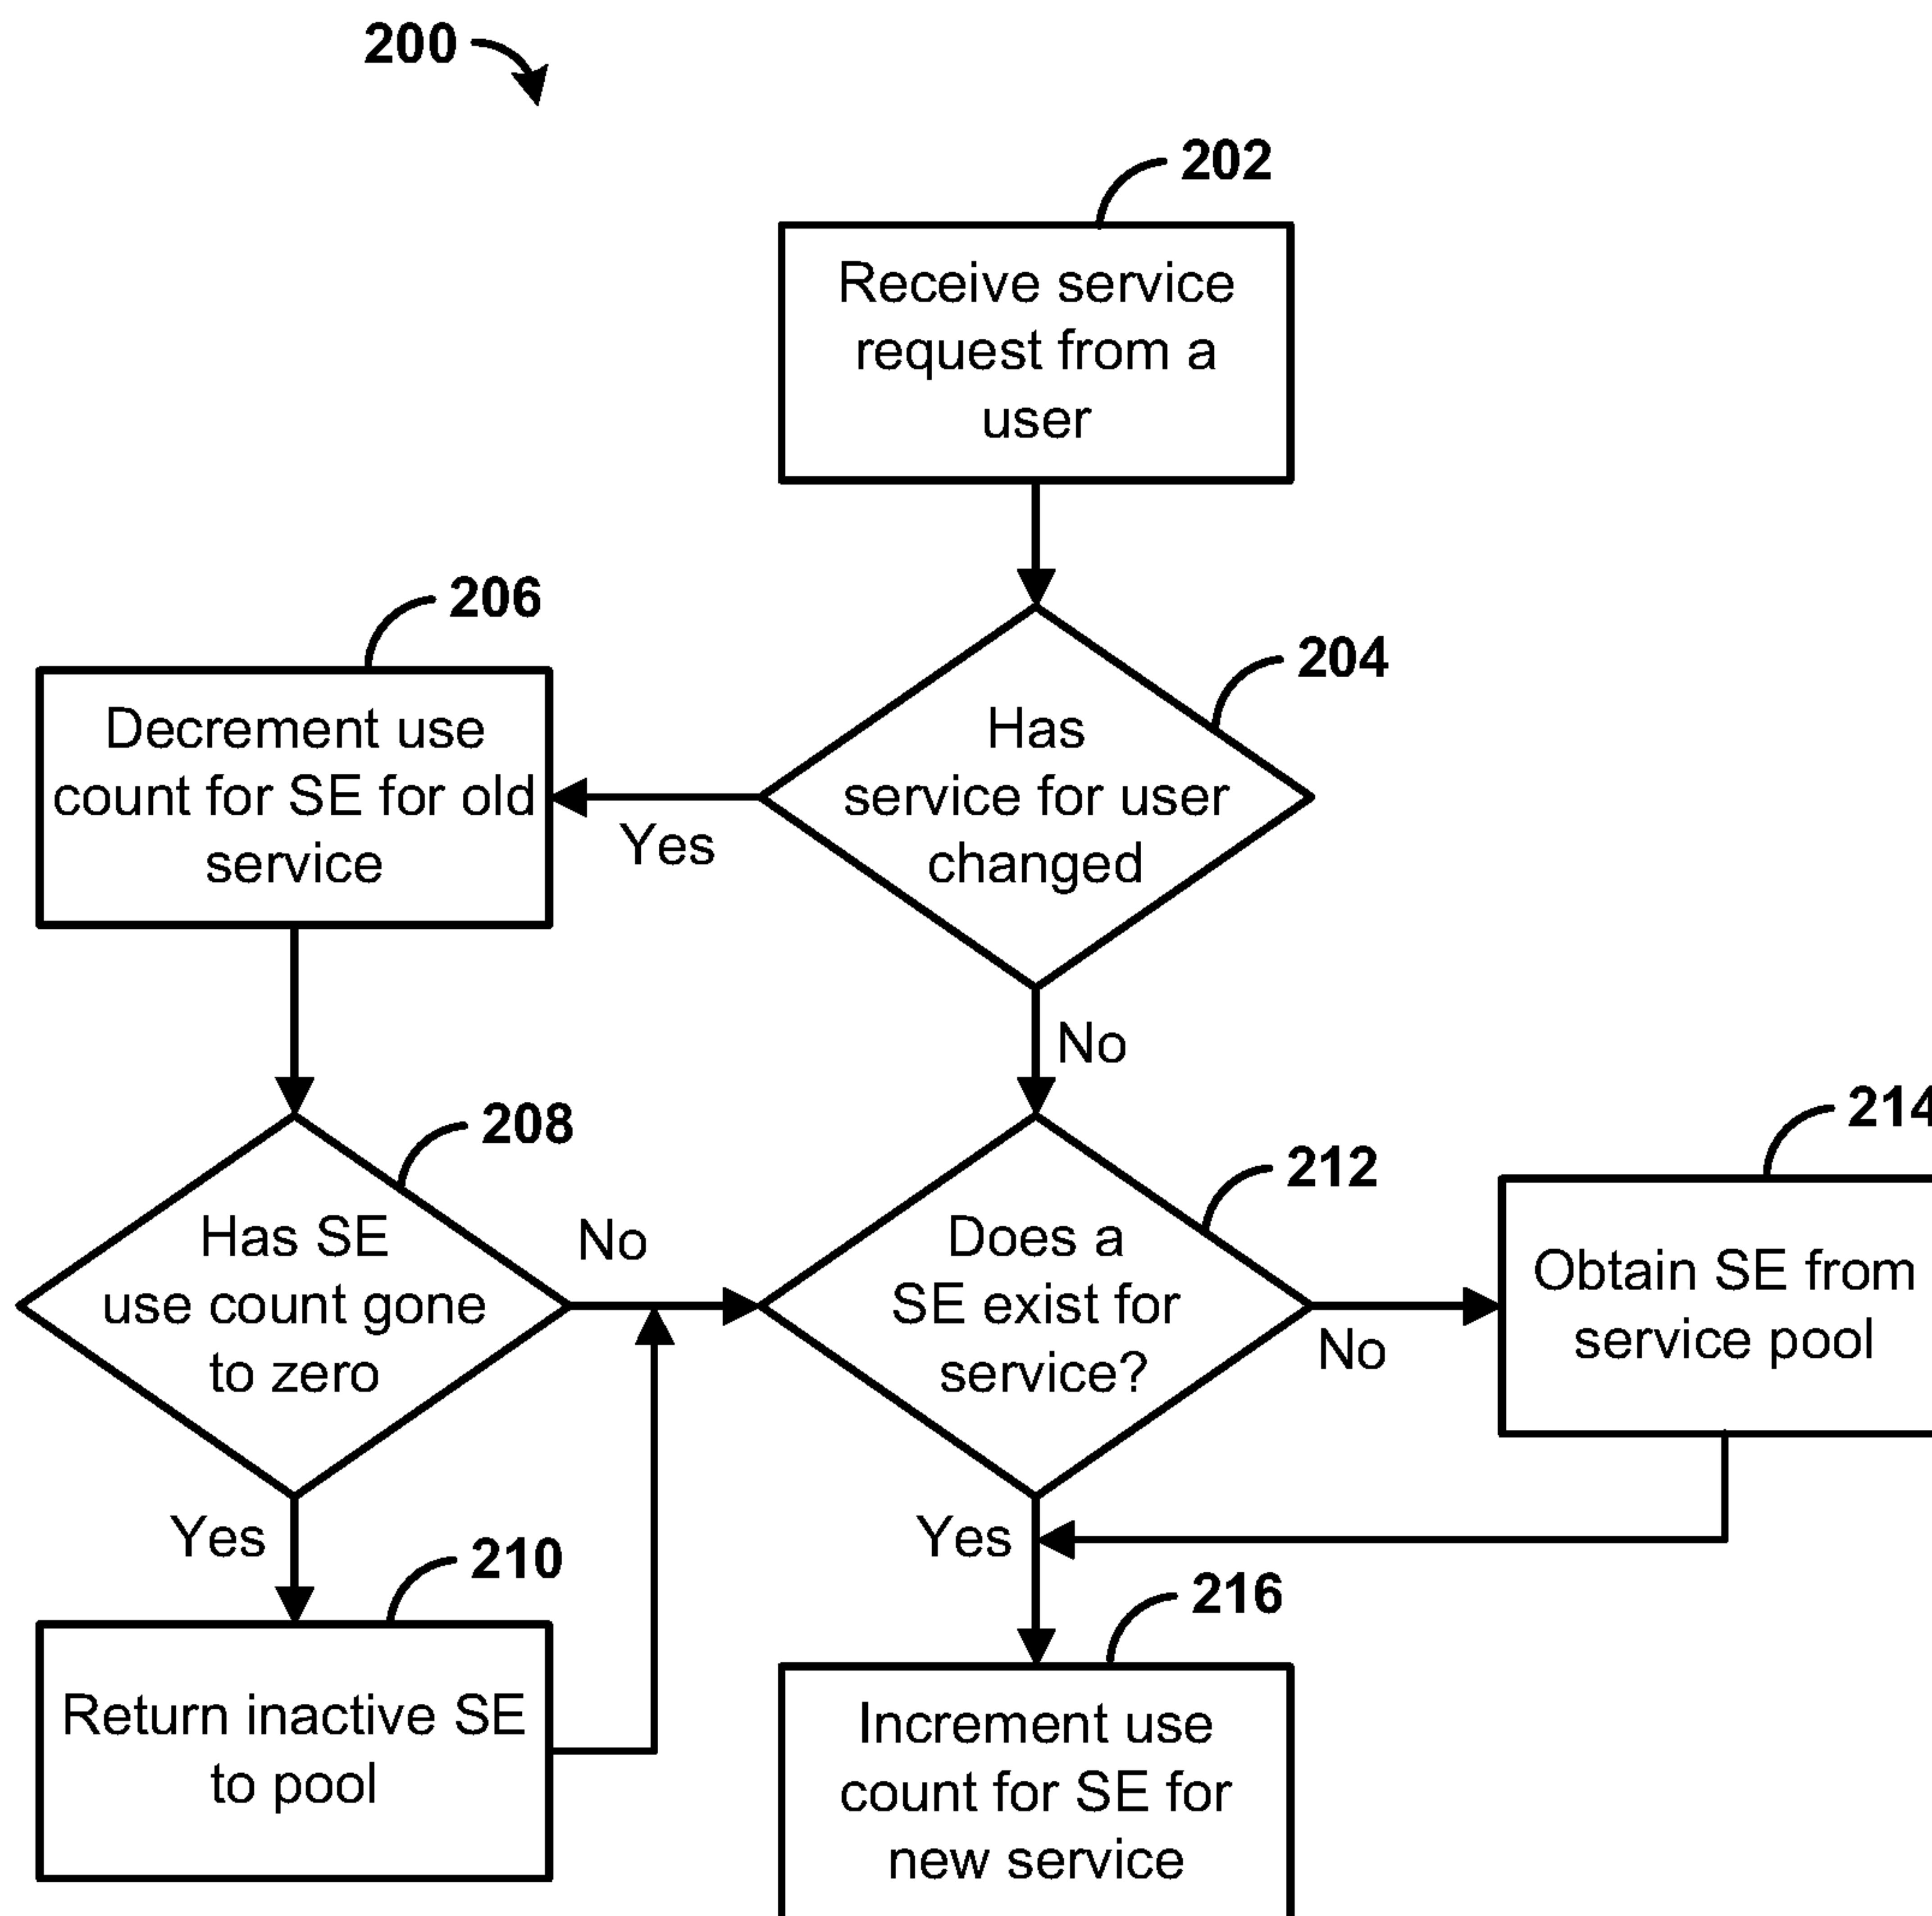 200
202
Receive service
request from a
user
206
204
Decrement use
count for SE for old
service
Yes
Has
service for user
changed
No
208
212
214
Has SE
use count gone
to zero
No
Does a
SE exist for
service?
No
Obtain SE from
service pool
Yes
210
Yes
216
Return inactive SE
to pool
Increment use
count for SE for
new service